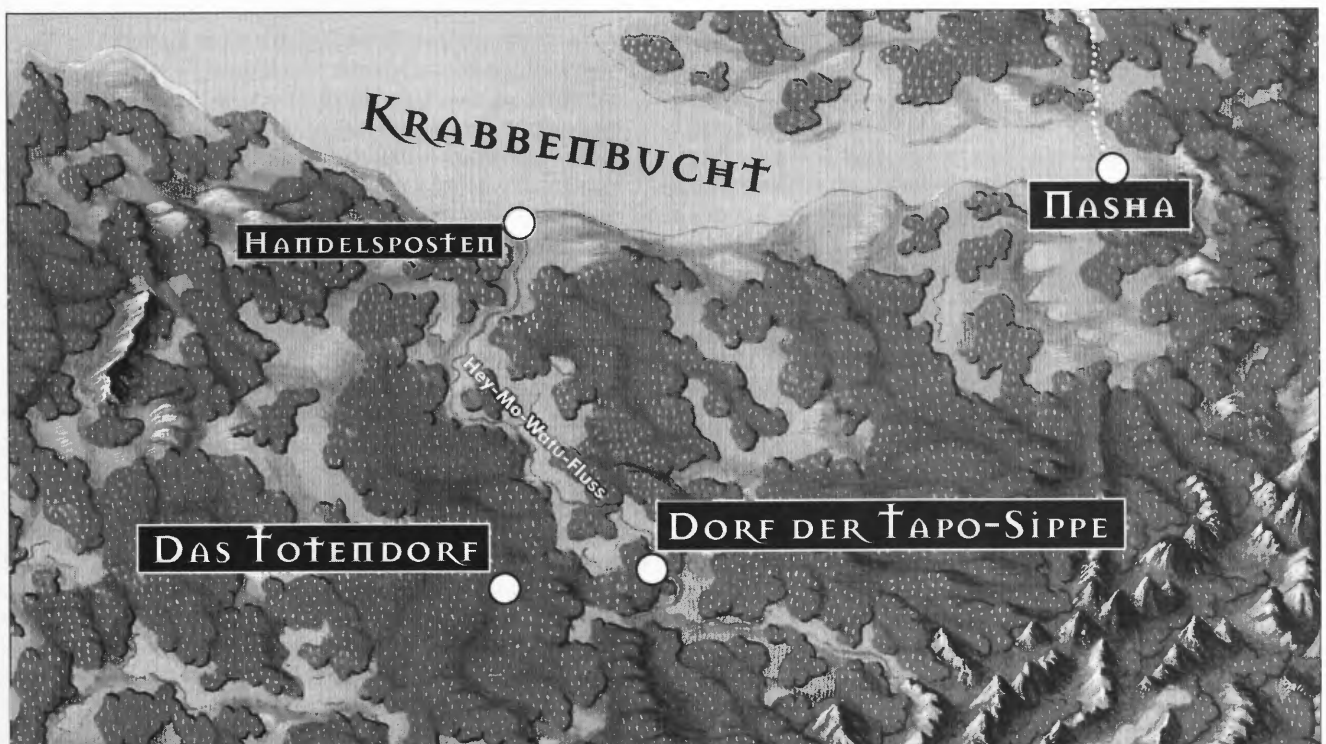 KRABBENBUCHT
NASHA
HANDELSPOSTEN
Hey-Mo-Watu-Fluss
DORF DER TAPO-SIPPE
DAS TOTENDORF